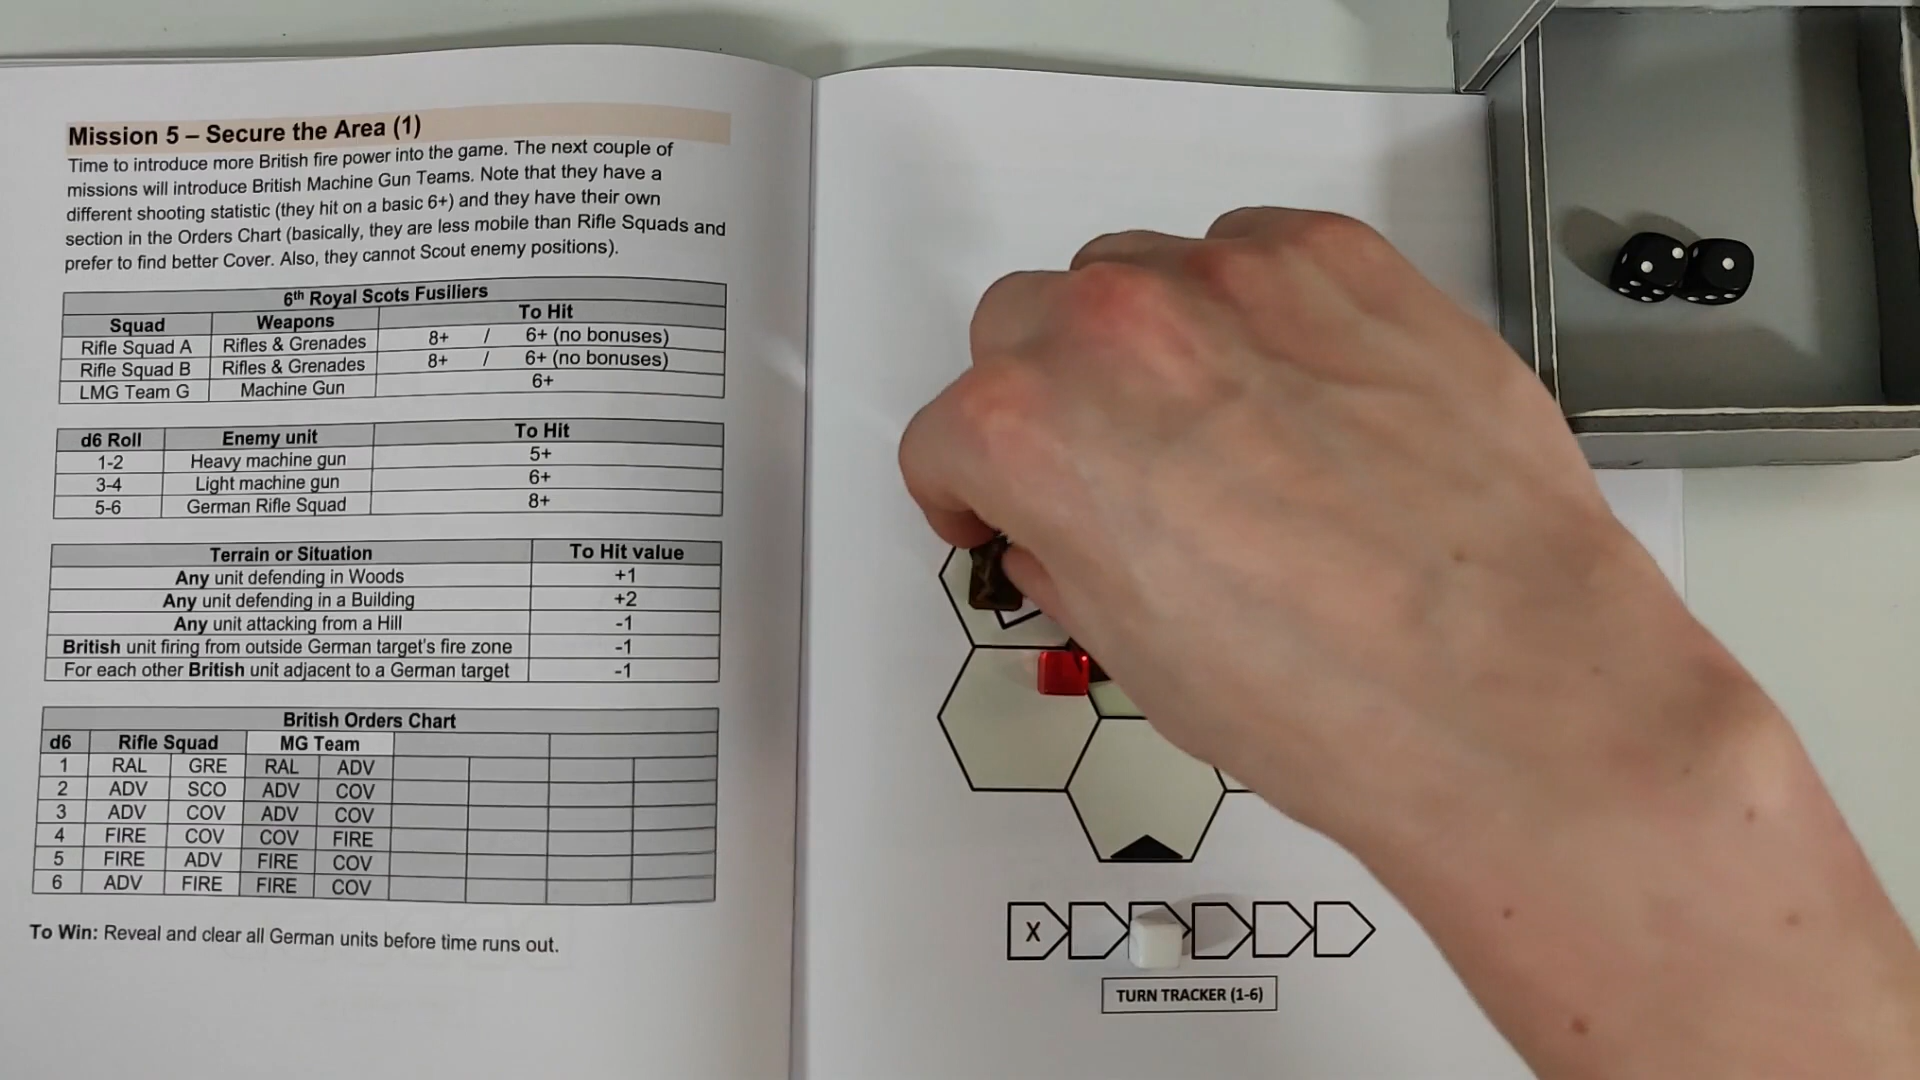 Mission 5 – Secure the Area (1)
Time to introduce more British fire power into the game. The next couple of
missions will introduce British Machine Gun Teams. Note that they have a
different shooting statistic (they hit on a basic 6+) and they have their own
section in the Orders Chart (basically, they are less mobile than Rifle Squads and
prefer to find better Cover. Also, they cannot Scout enemy positions).
6th Royal Scots Fusiliers
Squad Weapons To Hit
Rifle Squad A Rifles & Grenades 8+ / 6+ (no bonuses)
Rifle Squad B Rifles & Grenades 8+ / 6+ (no bonuses)
LMG Team G Machine Gun 6+
d6 Roll Enemy unit To Hit
1-2 Heavy machine gun 5+
3-4 Light machine gun 6+
5-6 German Rifle Squad 8+
Terrain or Situation To Hit value
Any unit defending in Woods +1
Any unit defending in a Building +2
Any unit attacking from a Hill -1
British unit firing from outside German target's fire zone -1
For each other British unit adjacent to a German target -1
British Orders Chart
d6 Rifle Squad MG Team
1 RAL GRE RAL ADV
2 ADV SCO ADV COV
3 ADV COV ADV COV
4 FIRE COV COV FIRE
5 FIRE ADV FIRE COV
6 ADV FIRE FIRE COV
To Win: Reveal and clear all German units before time runs out.
X
TURN TRACKER (1-6)